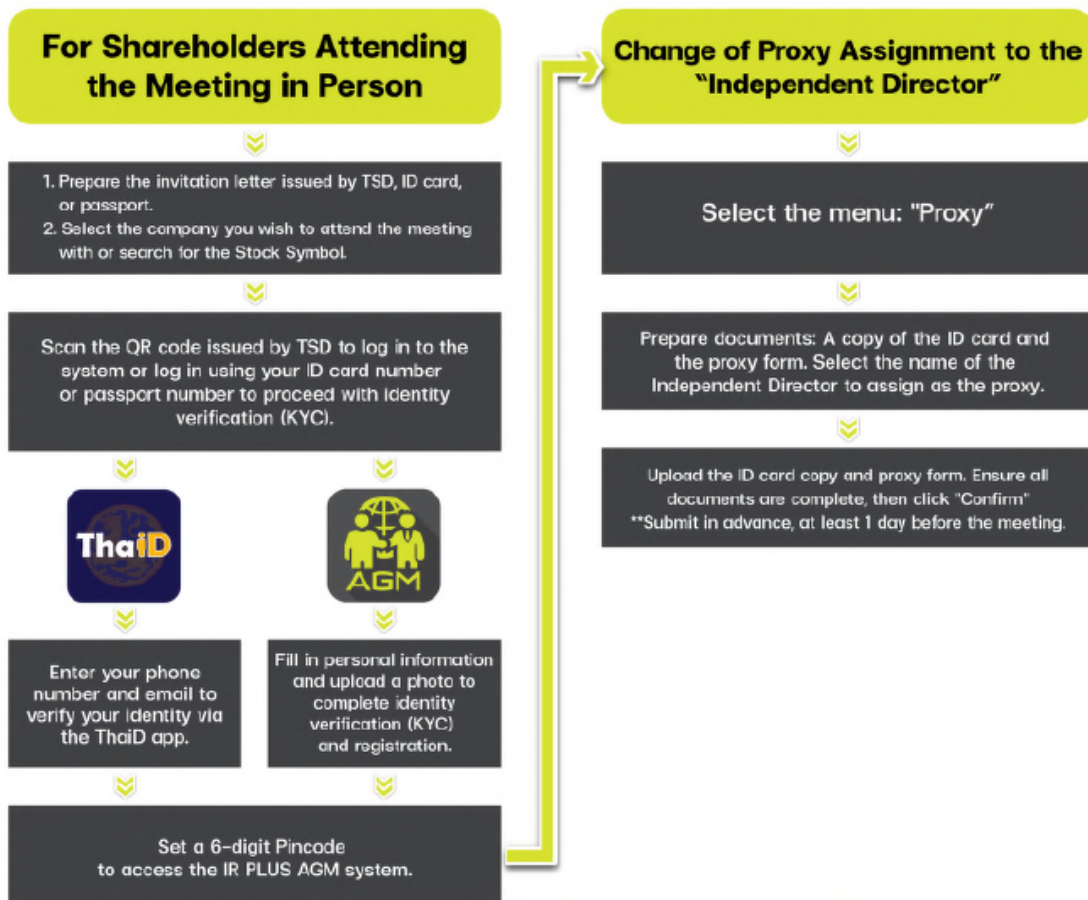 For Shareholders Attending
the Meeting in Person
1. Prepare the invitation letter issued by TSD, ID card,
or passport.
2. Select the company you wish to attend the meeting
with or search for the Stock Symbol.
Scan the QR code issued by TSD to log in to the
system or log in using your ID card number
or passport number to proceed with identity
verification (KYC).
ThaiD
AGM
Enter your phone
number and email to
verify your identity via
the ThaiD app.
Fill in personal information
and upload a photo to
complete identity
verification (KYC)
and registration.
Set a 6-digit Pincode
to access the IR PLUS AGM system.
Change of Proxy Assignment to the
"Independent Director"
Select the menu: "Proxy"
Prepare documents: A copy of the ID card and
the proxy form. Select the name of the
Independent Director to assign as the proxy.
Upload the ID card copy and proxy form. Ensure all
documents are complete, then click "Confirm"
**Submit in advance, at least 1 day before the meeting.